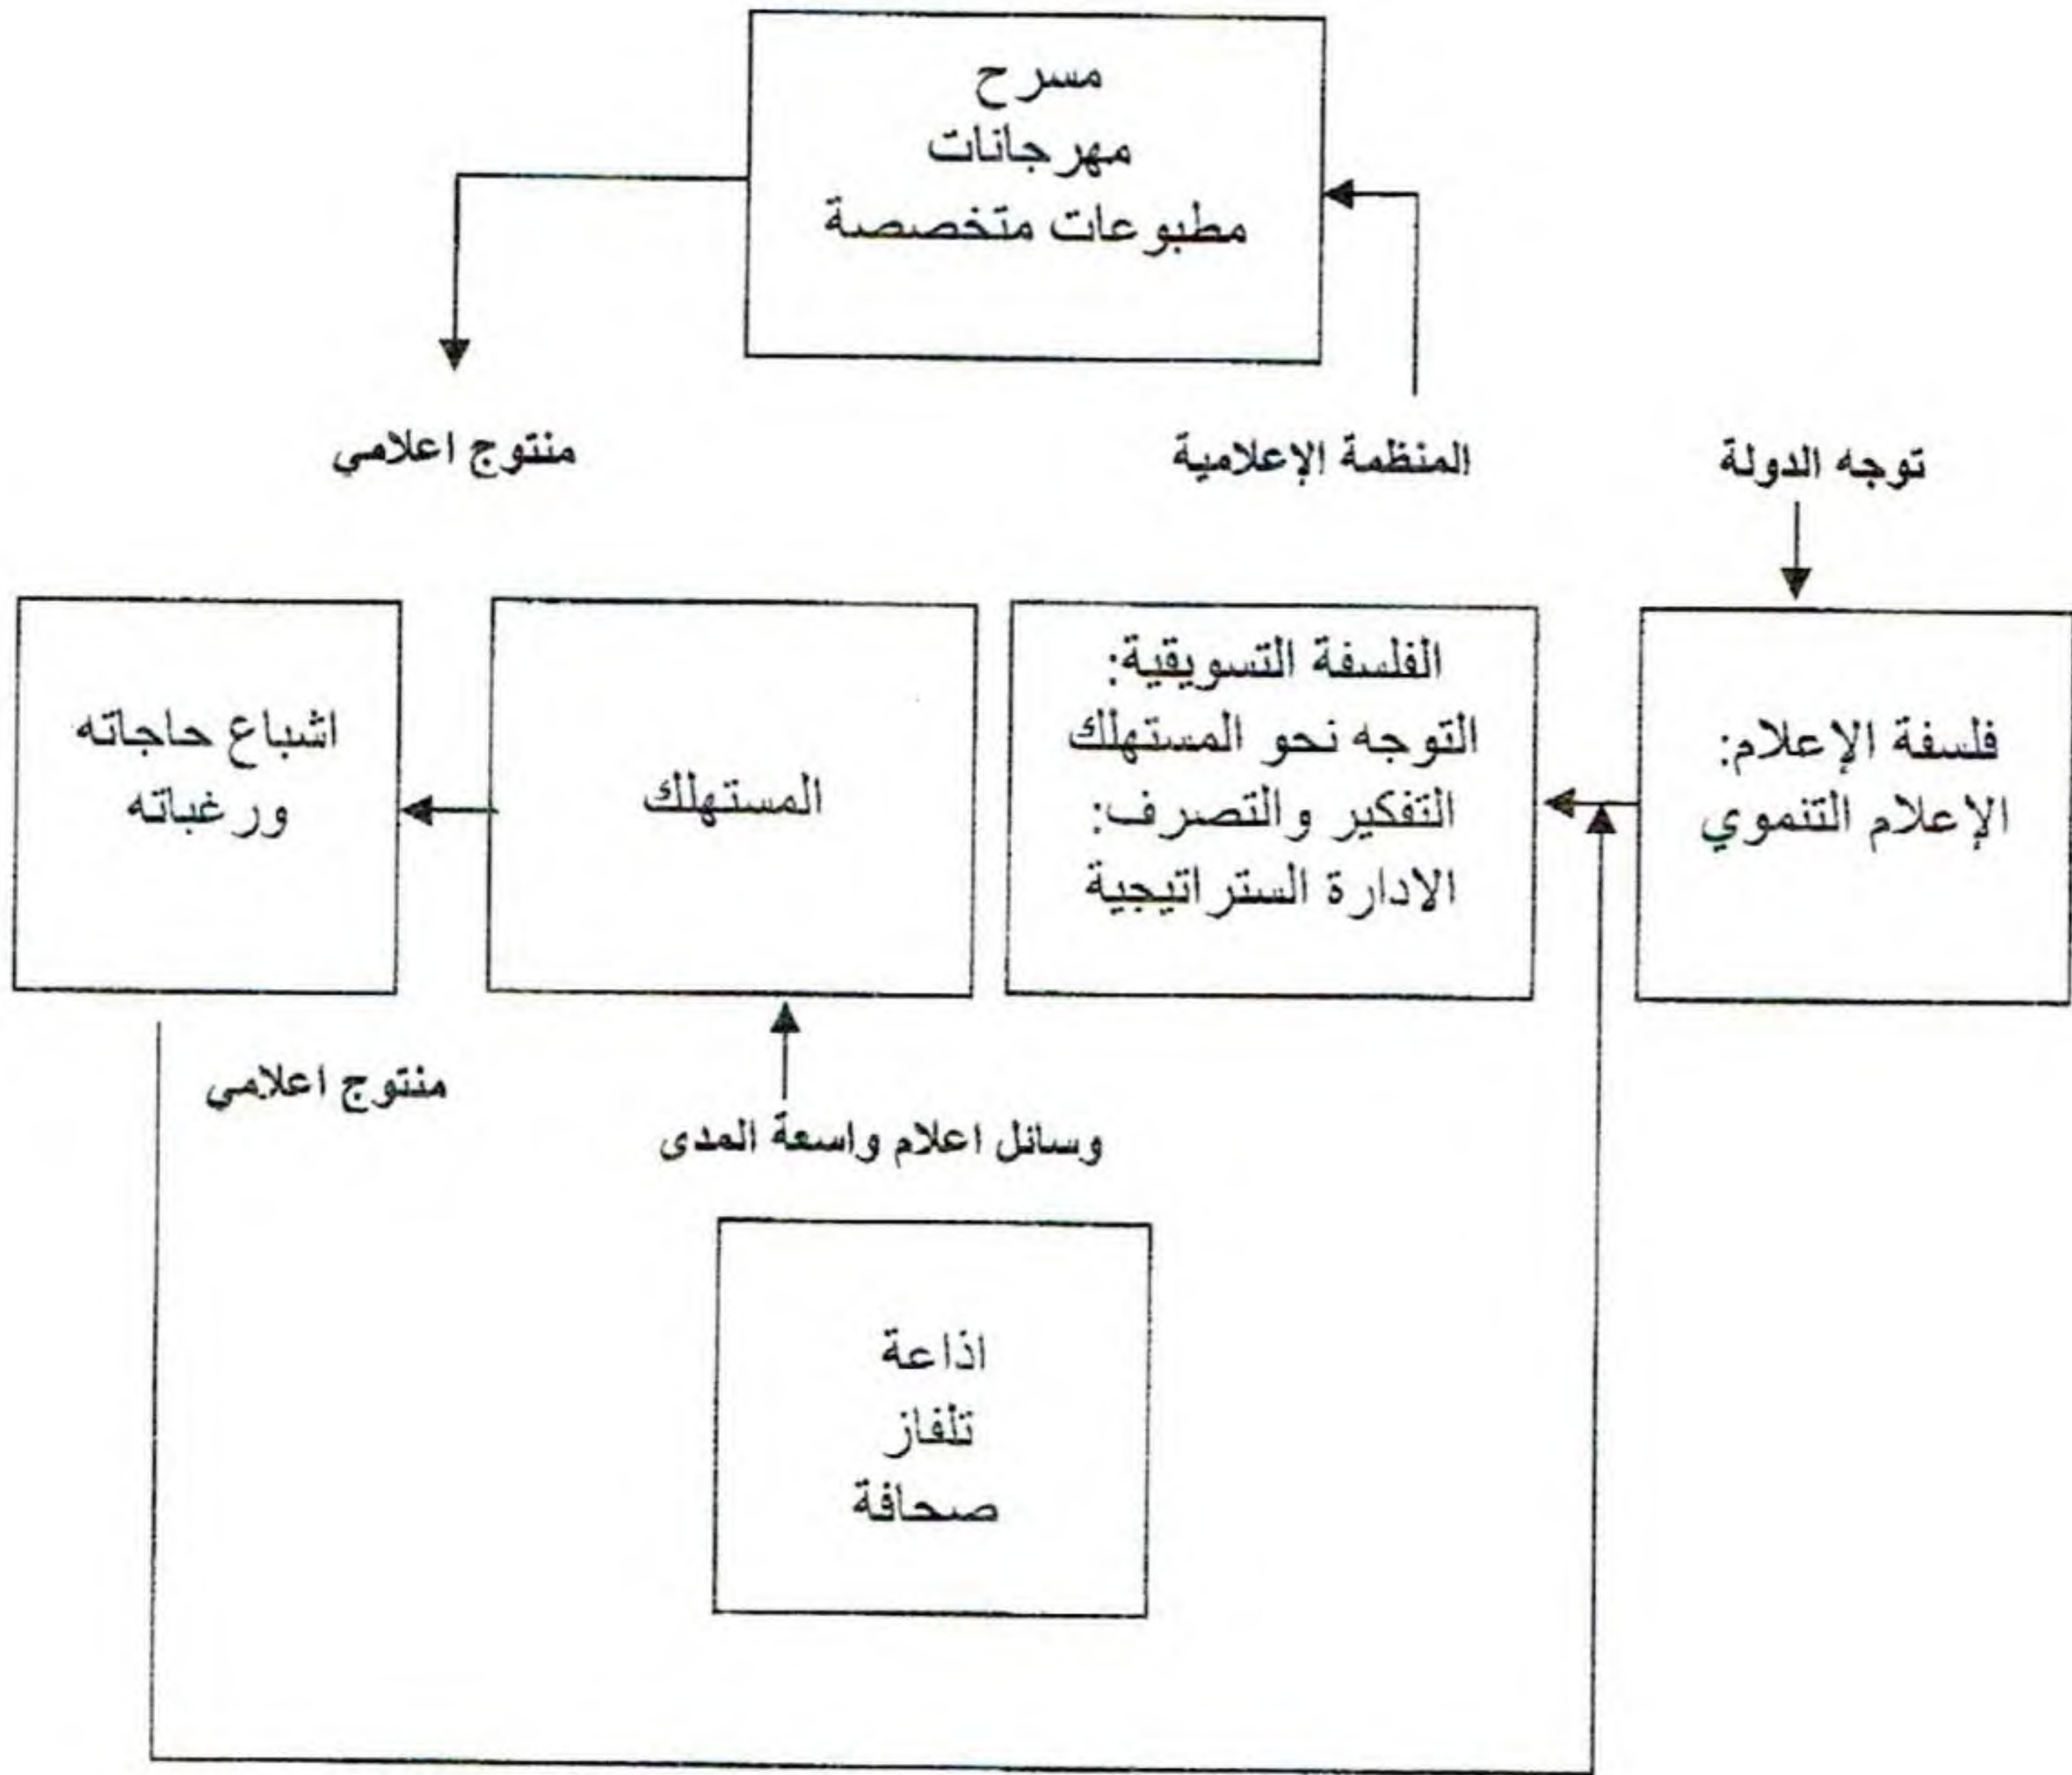 مسرح
مهرجانات
مطبوعات متخصصة
توجه الدولة
المنظمة الإعلامية
منتوج اعلامي
فلسفة الإعلام:
الإعلام التنموي
الفلسفة التسويقية:
التوجه نحو المستهلك
التفكير والتصرف:
الادارة الستراتيجية
المستهلك
اشباع حاجاته
ورغباته
منتوج اعلامي
وسائل اعلام واسعة المدى
اذاعة
تلفاز
صحافة